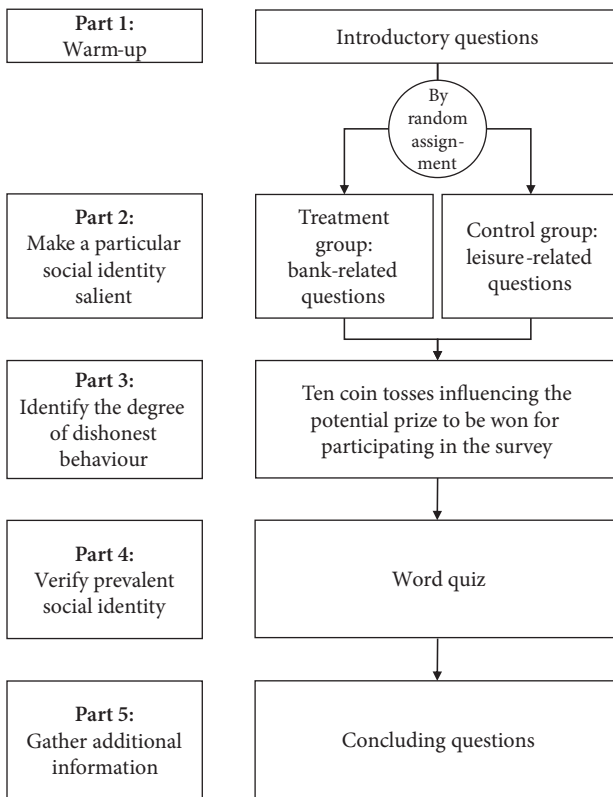 Part 1:
Warm-up
Introductory questions
By
random
assign-
ment
Part 2:
Make a particular
social identity
salient
Treatment
group:
bank-related
questions
Control group:
leisure-related
questions
Part 3:
Identify the degree
of dishonest
behaviour
Ten coin tosses influencing the
potential prize to be won for
participating in the survey
Part 4:
Verify prevalent
social identity
Word quiz
Part 5:
Gather additional
information
Concluding questions